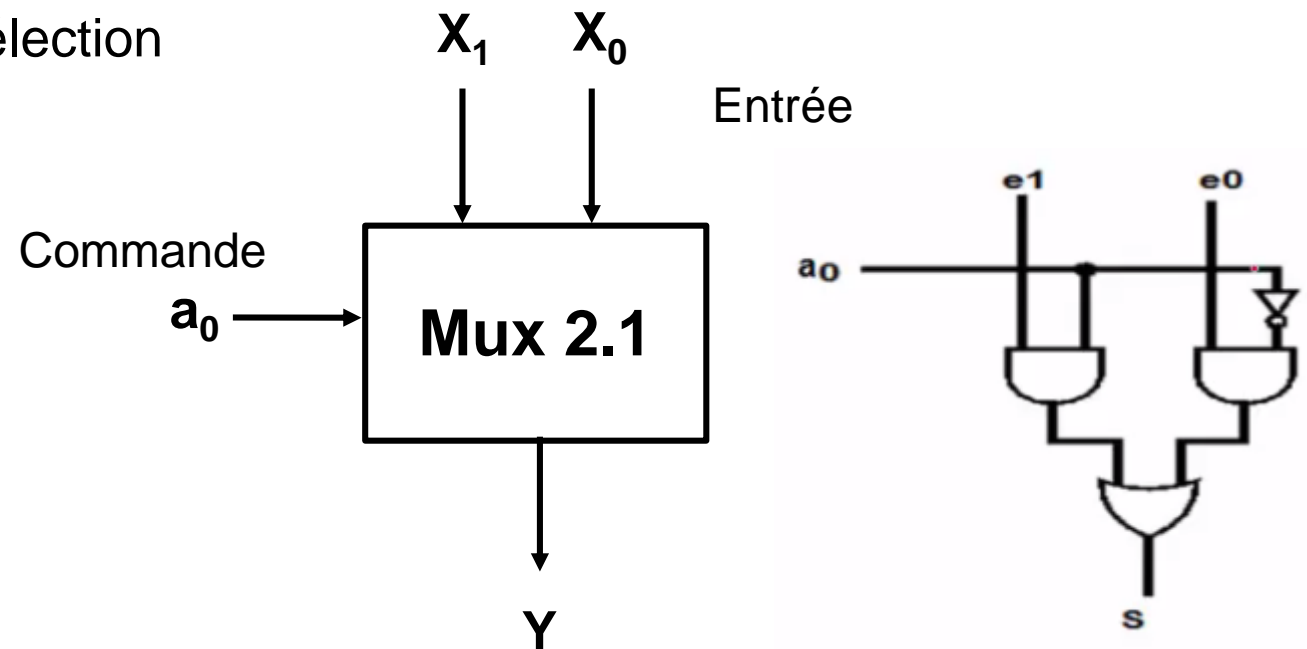 election
X₁ X₀
Entrée
Commande
a₀
Mux 2.1
Y
e1 e0
a₀
S